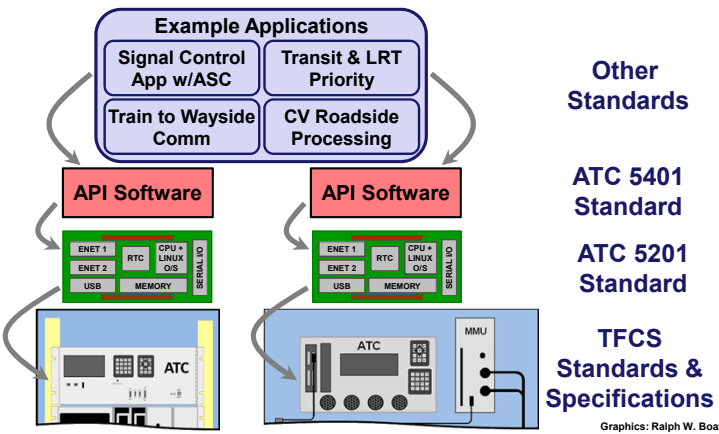 Example Applications
Signal Control
App w/ASC
Transit & LRT
Priority
Train to Wayside
Comm
CV Roadside
Processing
Other
Standards
API Software
API Software
ATC 5401
Standard
ENET 1
ENET 2
USB
RTC
CPU +
LINUX
O/S
MEMORY
SERIAL I/O
ENET 1
ENET 2
USB
RTC
CPU +
LINUX
O/S
MEMORY
SERIAL I/O
ATC 5201
Standard
ATC
ATC
MMU
TFCS
Standards &
Specifications
Graphics: Ralph W. Boa